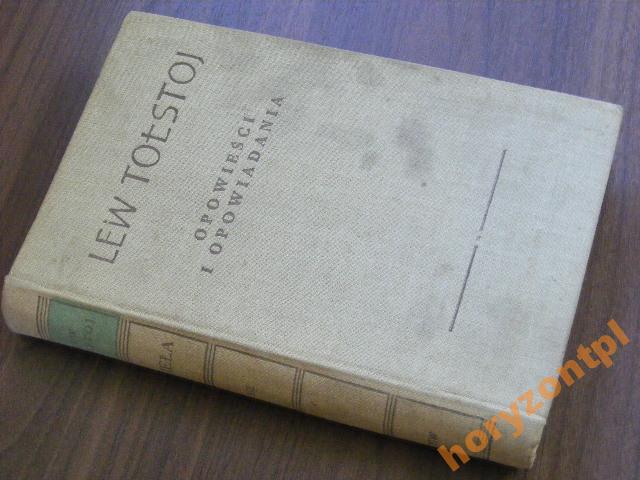 LEW TOŁSTOJ
OPOWIEŚCI
I OPOWIADANIA
horyzontpl